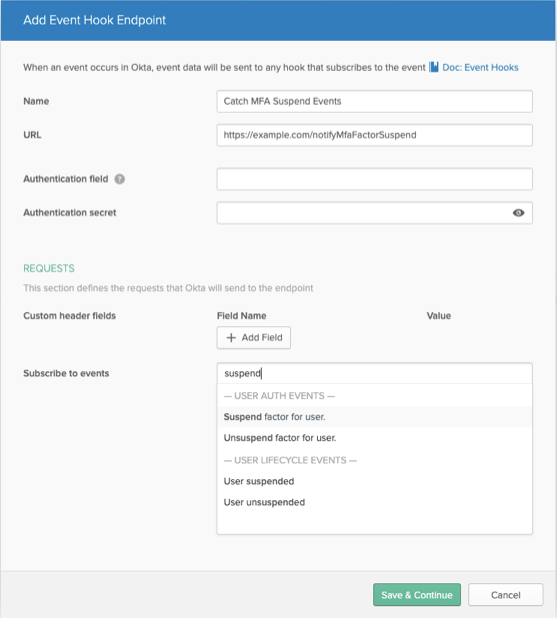 Add Event Hook Endpoint
When an event occurs in Okta, event data will be sent to any hook that subscribes to the event Doc: Event Hooks
Name
Catch MFA Suspend Events
URL
https://example.com/notifyMfaFactorSuspend
Authentication field ?
Authentication secret
REQUESTS
This section defines the requests that Okta will send to the endpoint
Custom header fields Field Name Value
+ Add Field
Subscribe to events
suspend
— USER AUTH EVENTS —
Suspend factor for user.
Unsuspend factor for user.
— USER LIFECYCLE EVENTS —
User suspended
User unsuspended
Save & Continue Cancel